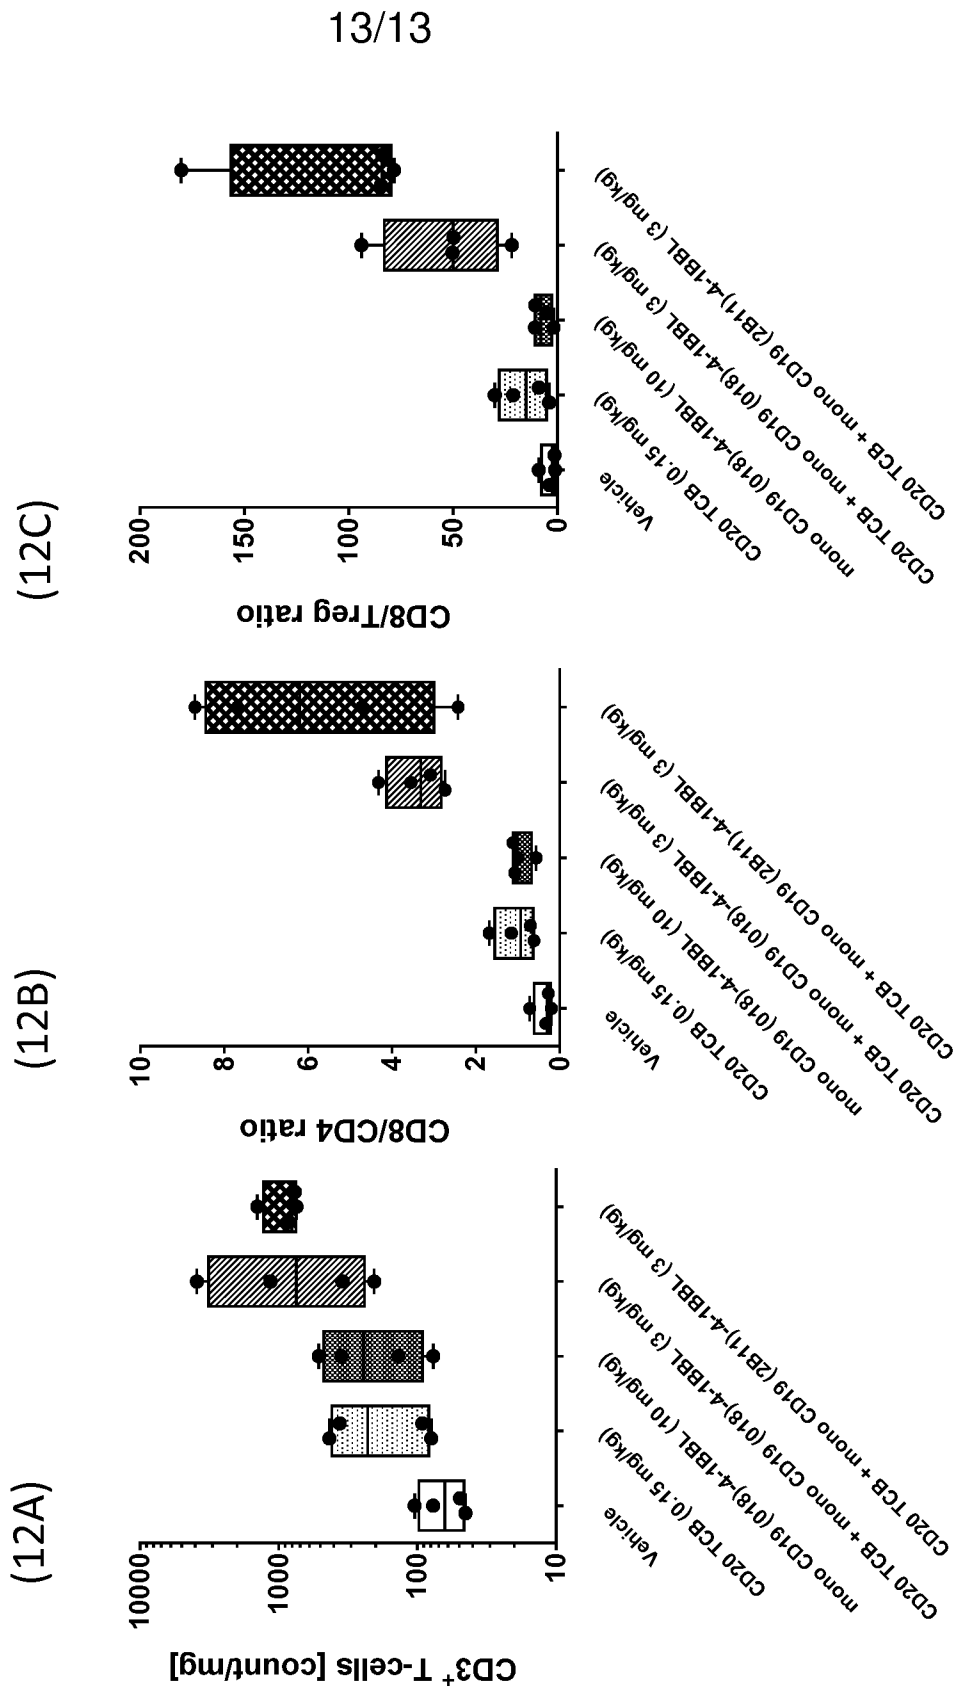 13/13
(12A)
CD3+ T-cells [count/mg]
10000
1000
100
10
Vehicle
CD20 TCB (0.15 mg/kg)
mono CD19 (018)-4-1BBL (10 mg/kg)
CD20 TCB + mono CD19 (018)-4-1BBL (3 mg/kg)
CD20 TCB + mono CD19 (2B11)-4-1BBL (3 mg/kg)
(12B)
CD8/CD4 ratio
10
8
6
4
2
0
Vehicle
CD20 TCB (0.15 mg/kg)
mono CD19 (018)-4-1BBL (10 mg/kg)
CD20 TCB + mono CD19 (018)-4-1BBL (3 mg/kg)
CD20 TCB + mono CD19 (2B11)-4-1BBL (3 mg/kg)
(12C)
CD8/Treg ratio
200
150
100
50
0
Vehicle
CD20 TCB (0.15 mg/kg)
mono CD19 (018)-4-1BBL (10 mg/kg)
CD20 TCB + mono CD19 (018)-4-1BBL (3 mg/kg)
CD20 TCB + mono CD19 (2B11)-4-1BBL (3 mg/kg)